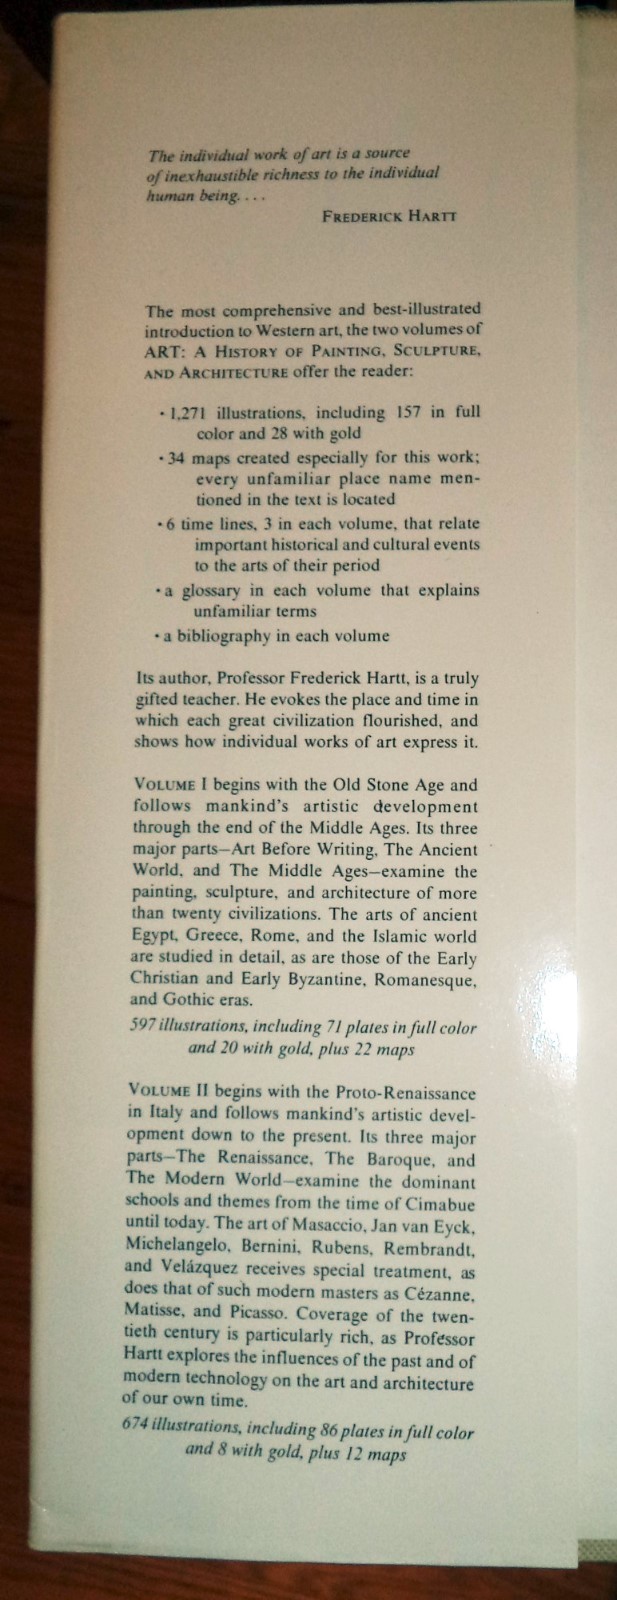 The individual work of art is a source
of inexhaustible richness to the individual
human being. . . .
FREDERICK HARTT
The most comprehensive and best-illustrated
introduction to Western art, the two volumes of
ART: A HISTORY OF PAINTING, SCULPTURE,
AND ARCHITECTURE offer the reader:
• 1,271 illustrations, including 157 in full
color and 28 with gold
• 34 maps created especially for this work;
every unfamiliar place name men-
tioned in the text is located
• 6 time lines, 3 in each volume, that relate
important historical and cultural events
to the arts of their period
• a glossary in each volume that explains
unfamiliar terms
• a bibliography in each volume
Its author, Professor Frederick Hartt, is a truly
gifted teacher. He evokes the place and time in
which each great civilization flourished, and
shows how individual works of art express it.
VOLUME I begins with the Old Stone Age and
follows mankind's artistic development
through the end of the Middle Ages. Its three
major parts—Art Before Writing, The Ancient
World, and The Middle Ages—examine the
painting, sculpture, and architecture of more
than twenty civilizations. The arts of ancient
Egypt, Greece, Rome, and the Islamic world
are studied in detail, as are those of the Early
Christian and Early Byzantine, Romanesque,
and Gothic eras.
597 illustrations, including 71 plates in full color
and 20 with gold, plus 22 maps
VOLUME II begins with the Proto-Renaissance
in Italy and follows mankind's artistic devel-
opment down to the present. Its three major
parts—The Renaissance, The Baroque, and
The Modern World—examine the dominant
schools and themes from the time of Cimabue
until today. The art of Masaccio, Jan van Eyck,
Michelangelo, Bernini, Rubens, Rembrandt,
and Velázquez receives special treatment, as
does that of such modern masters as Cézanne,
Matisse, and Picasso. Coverage of the twen-
tieth century is particularly rich, as Professor
Hartt explores the influences of the past and of
modern technology on the art and architecture
of our own time.
674 illustrations, including 86 plates in full color
and 8 with gold, plus 12 maps